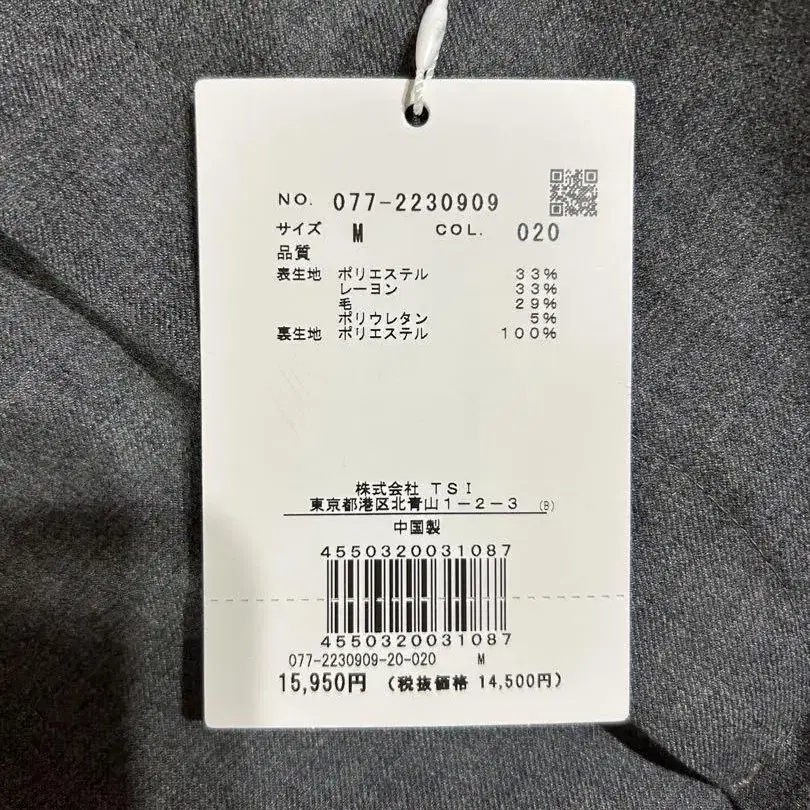 NO. 077-2230909
サイズ M COL. 020
品質
表生地 ポリエステル 33%
レーヨン 33%
毛 29%
ポリウレタン 5%
裏生地 ポリエステル 100%
株式会社 TSI
東京都港区北青山1-2-3 (B)
中国製
4550320031087
4550320031087
077-2230909-20-020 M
15,950円 (税抜価格 14,500円)